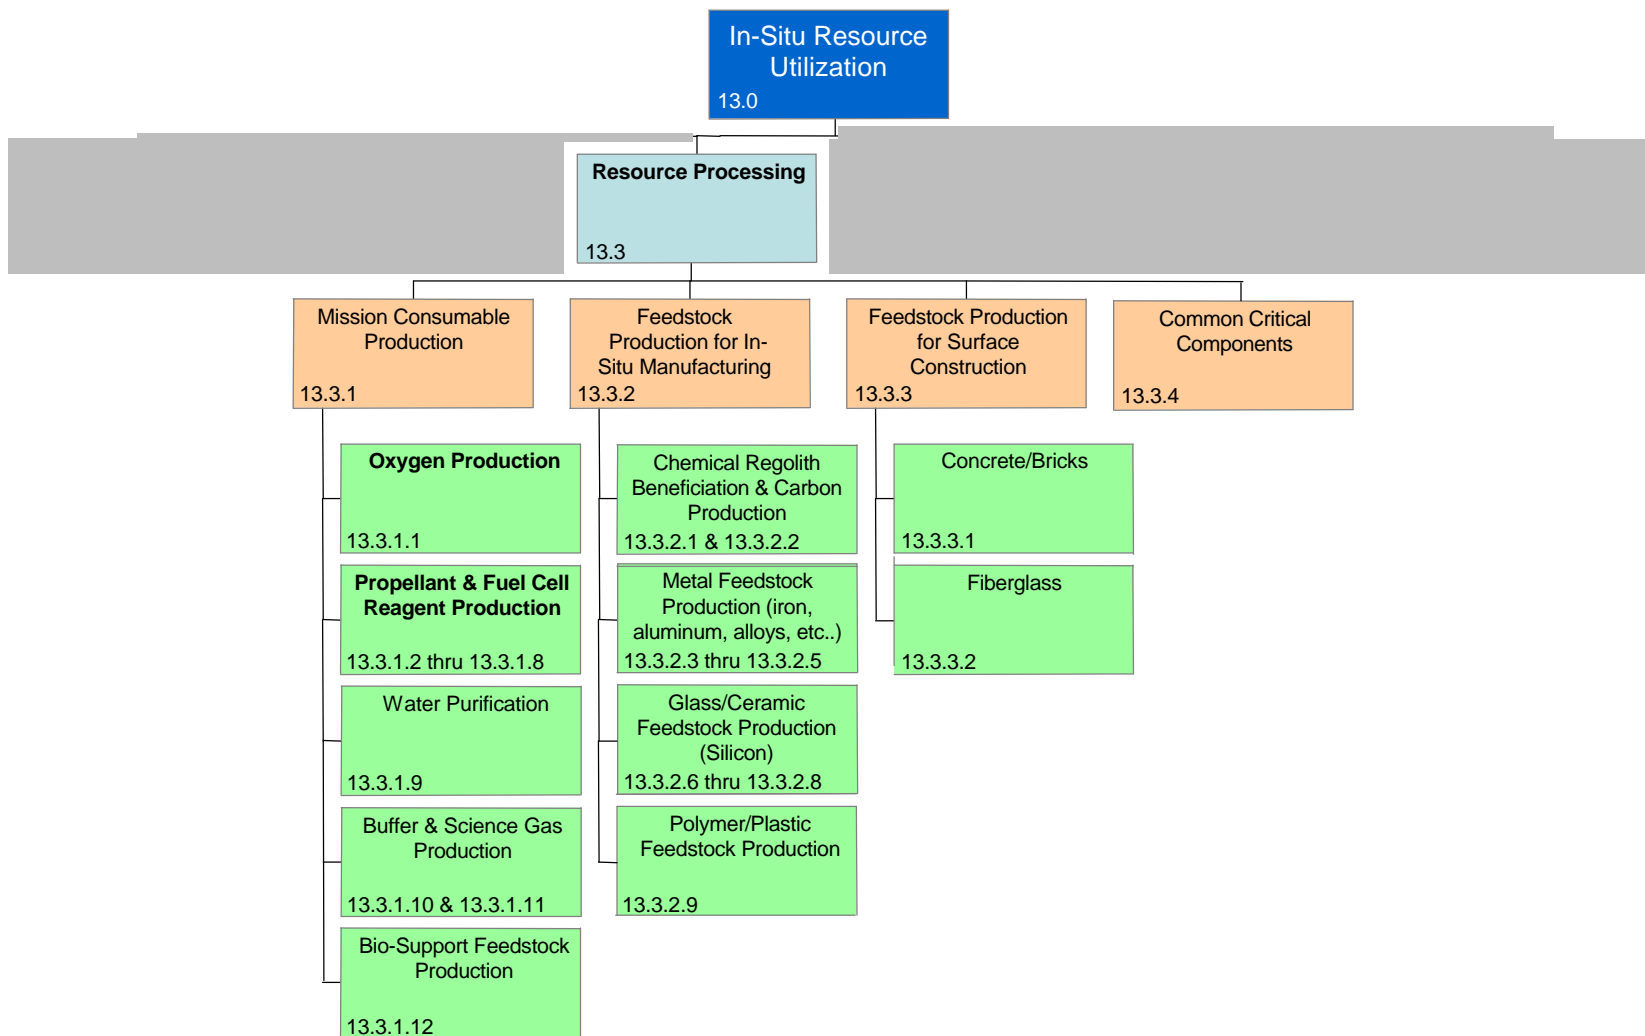 In-Situ Resource
Utilization
13.0
Resource Processing
13.3
Mission Consumable
Production
13.3.1
Feedstock
Production for In-
Situ Manufacturing
13.3.2
Feedstock Production
for Surface
Construction
13.3.3
Common Critical
Components
13.3.4
Oxygen Production
13.3.1.1
Propellant & Fuel Cell
Reagent Production
13.3.1.2 thru 13.3.1.8
Water Purification
13.3.1.9
Buffer & Science Gas
Production
13.3.1.10 & 13.3.1.11
Bio-Support Feedstock
Production
13.3.1.12
Chemical Regolith
Beneficiation & Carbon
Production
13.3.2.1 & 13.3.2.2
Metal Feedstock
Production (iron,
aluminum, alloys, etc..)
13.3.2.3 thru 13.3.2.5
Glass/Ceramic
Feedstock Production
(Silicon)
13.3.2.6 thru 13.3.2.8
Polymer/Plastic
Feedstock Production
13.3.2.9
Concrete/Bricks
13.3.3.1
Fiberglass
13.3.3.2